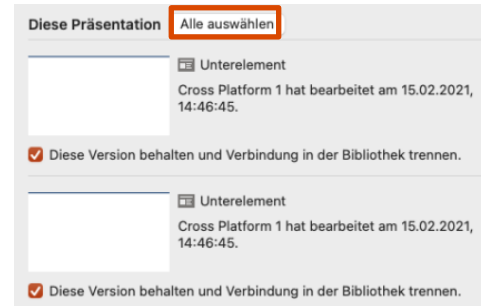 Diese Präsentation Alle auswählen
Unterelement
Cross Platform 1 hat bearbeitet am 15.02.2021,
14:46:45.
Diese Version behalten und Verbindung in der Bibliothek trennen.
Unterelement
Cross Platform 1 hat bearbeitet am 15.02.2021,
14:46:45.
Diese Version behalten und Verbindung in der Bibliothek trennen.